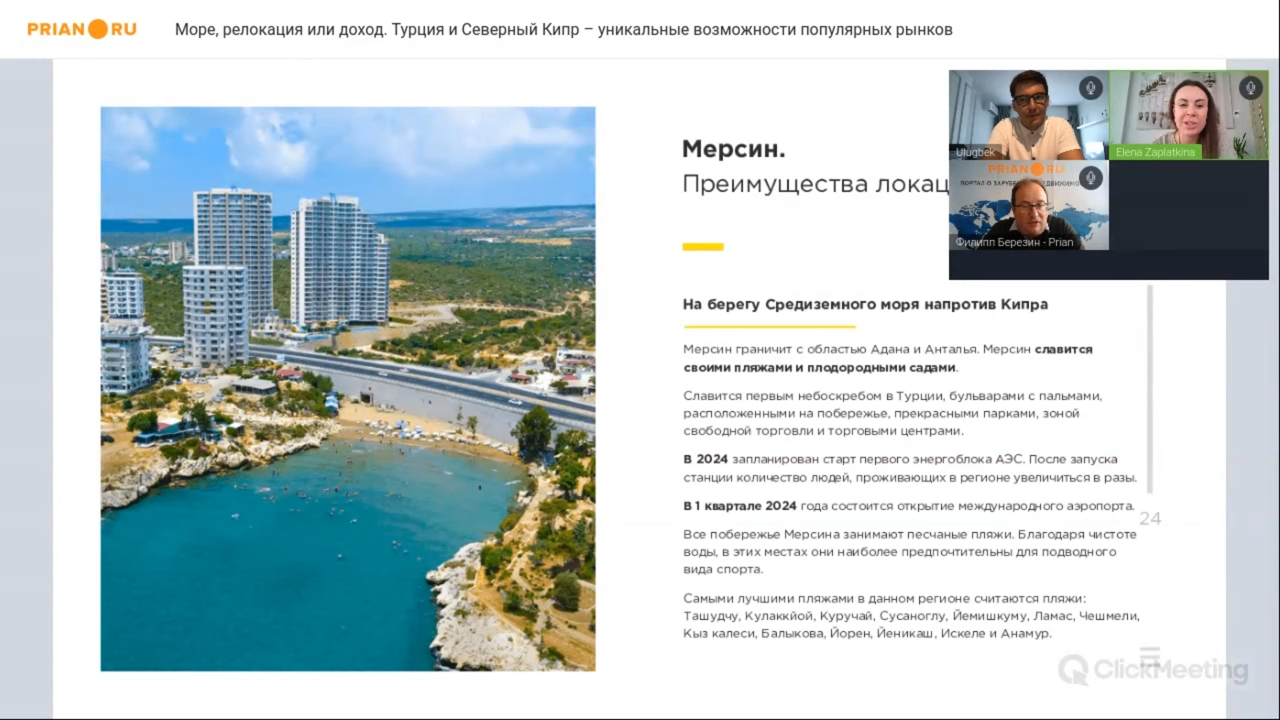 PRIAN RU
Море, релокация или доход. Турция и Северный Кипр – уникальные возможности популярных рынков
Ulugbek
Elena Zaplatkina
PRIAN RU
Филипп Березин - Prian
Мерсин.
Преимущества локац
На берегу Средиземного моря напротив Кипра
Мерсин граничит с областью Адана и Анталья. Мерсин славится
своими пляжами и плодородными садами.
Славится первым небоскребом в Турции, бульварами с пальмами,
расположенными на побережье, прекрасными парками, зоной
свободной торговли и торговыми центрами.
В 2024 запланирован старт первого энергоблока АЭС. После запуска
станции количество людей, проживающих в регионе увеличиться в разы.
В 1 квартале 2024 года состоится открытие международного аэропорта.
24
Все побережье Мерсина занимают песчаные пляжи. Благодаря чистоте
воды, в этих местах они наиболее предпочтительны для подводного
вида спорта.
Самыми лучшими пляжами в данном регионе считаются пляжи:
Ташудчу, Кулаккйой, Куручай, Сусаноглу, Йемишкуму, Ламас, Чешмели,
Кыз калеси, Балыкова, Йорен, Йеникаш, Искеле и Анамур.
ClickMeeting